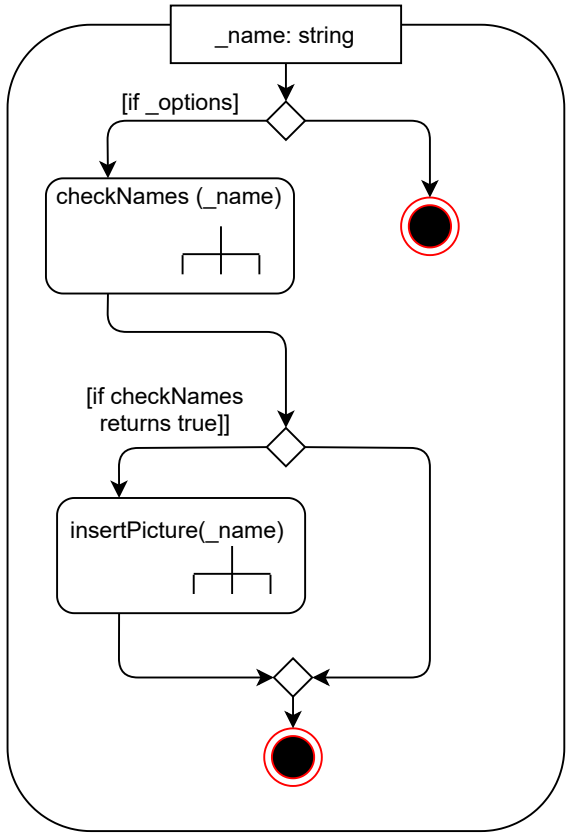 _name: string
[if _options]
checkNames (_name)
[if checkNames
returns true]]
insertPicture(_name)